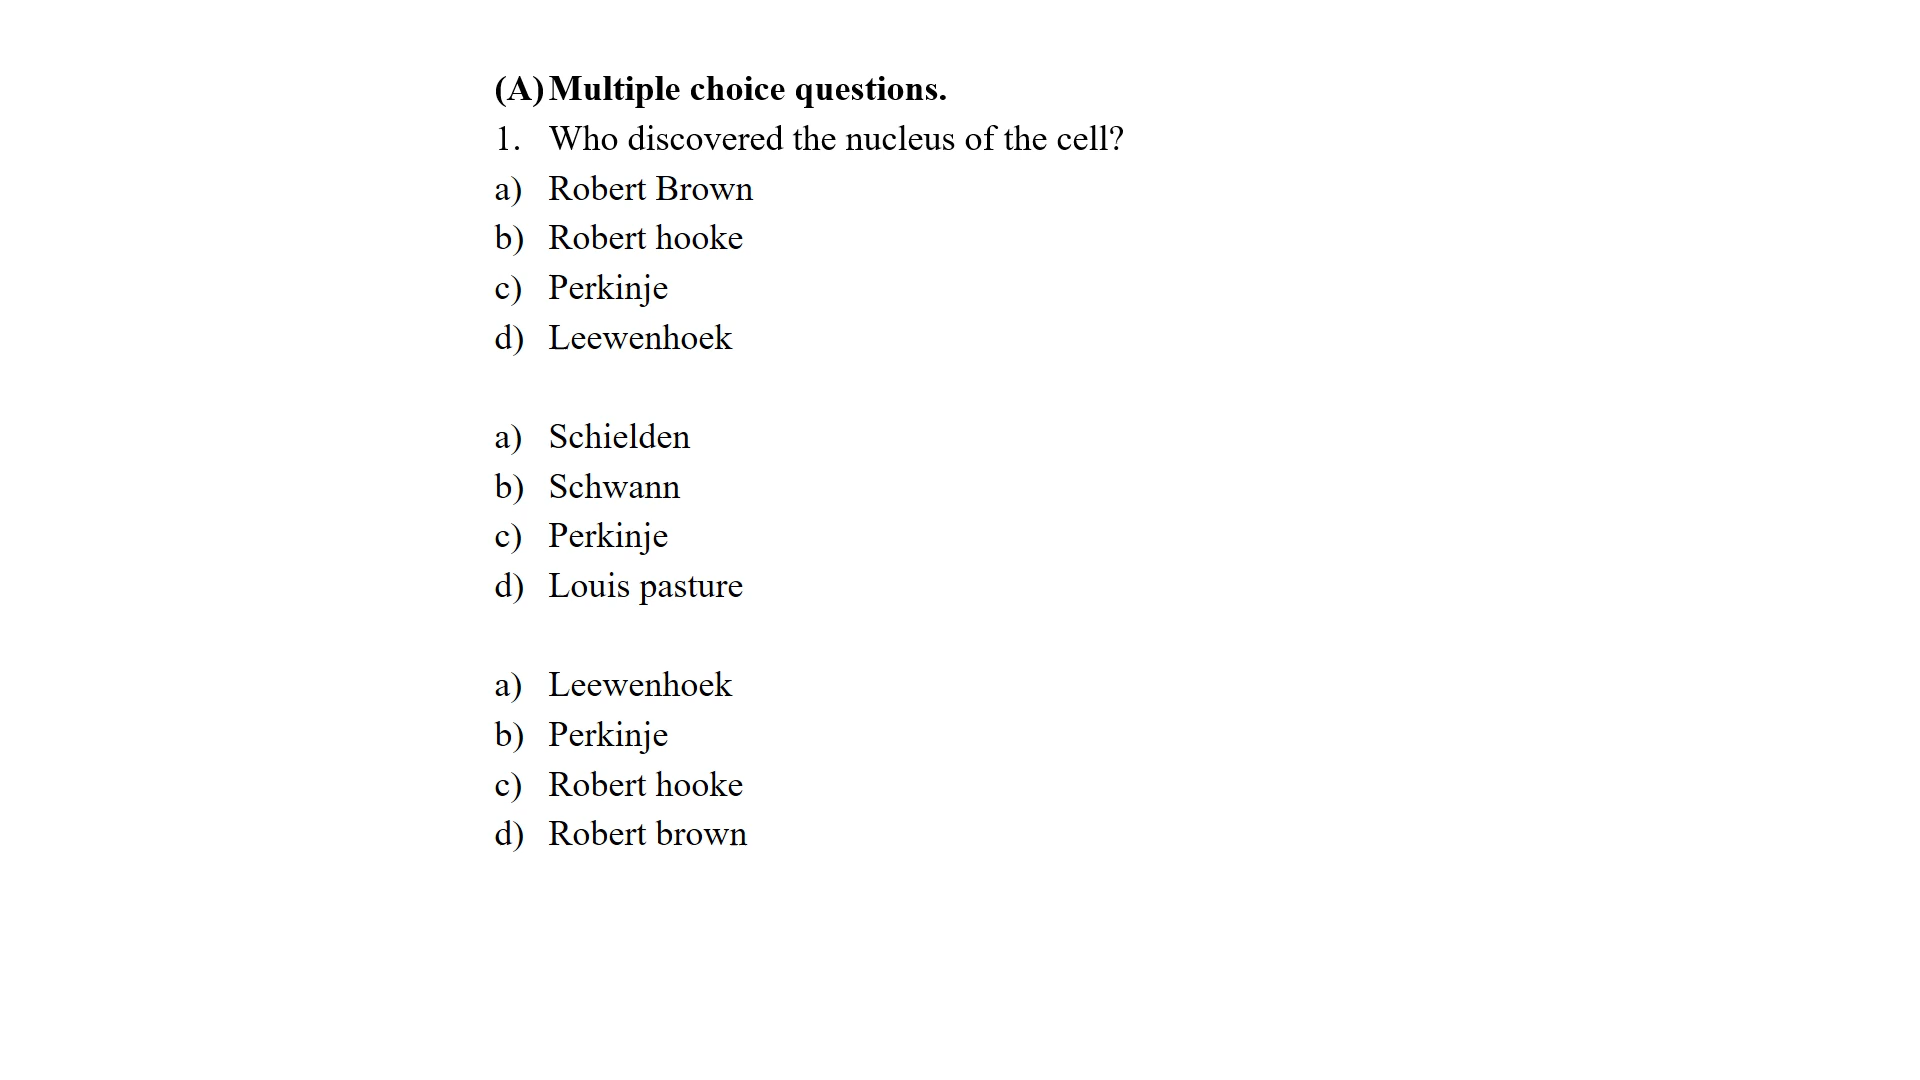 (A) Multiple choice questions.
1. Who discovered the nucleus of the cell?
a) Robert Brown
b) Robert hooke
c) Perkinje
d) Leewenhoek
a) Schielden
b) Schwann
c) Perkinje
d) Louis pasture
a) Leewenhoek
b) Perkinje
c) Robert hooke
d) Robert brown